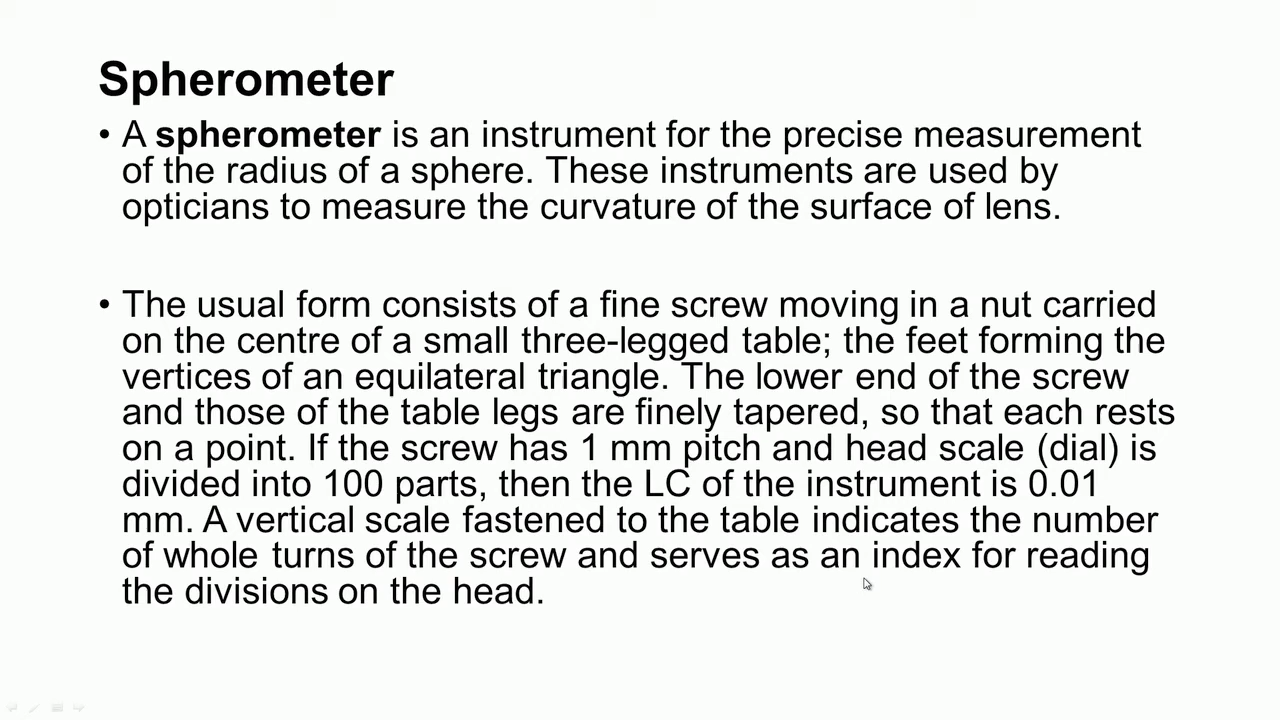 Spherometer
• A spherometer is an instrument for the precise measurement
of the radius of a sphere. These instruments are used by
opticians to measure the curvature of the surface of lens.
• The usual form consists of a fine screw moving in a nut carried
on the centre of a small three-legged table; the feet forming the
vertices of an equilateral triangle. The lower end of the screw
and those of the table legs are finely tapered, so that each rests
on a point. If the screw has 1 mm pitch and head scale (dial) is
divided into 100 parts, then the LC of the instrument is 0.01
mm. A vertical scale fastened to the table indicates the number
of whole turns of the screw and serves as an index for reading
the divisions on the head.